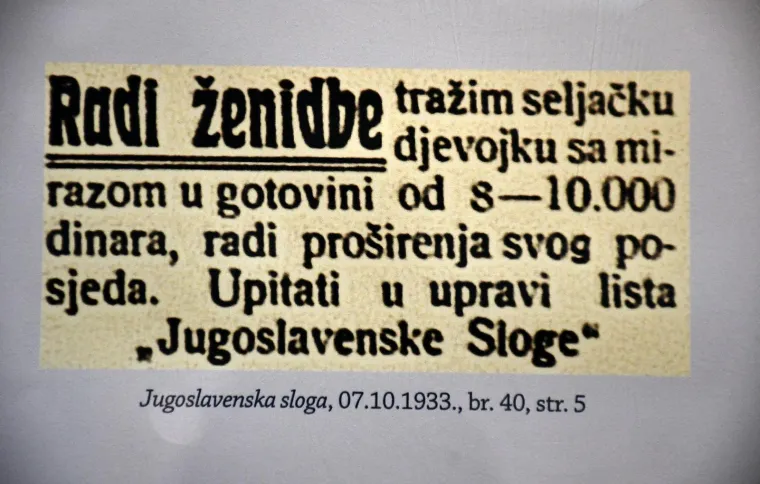 Radi ženidbe tražim seljačku
djevojku sa mi-
razom u gotovini od 8—10.000
dinara, radi proširenja svog po-
sjeda. Upitati u upravi lista
„Jugoslavenske Sloge“
Jugoslavenska sloga, 07.10.1933., br. 40, str. 5